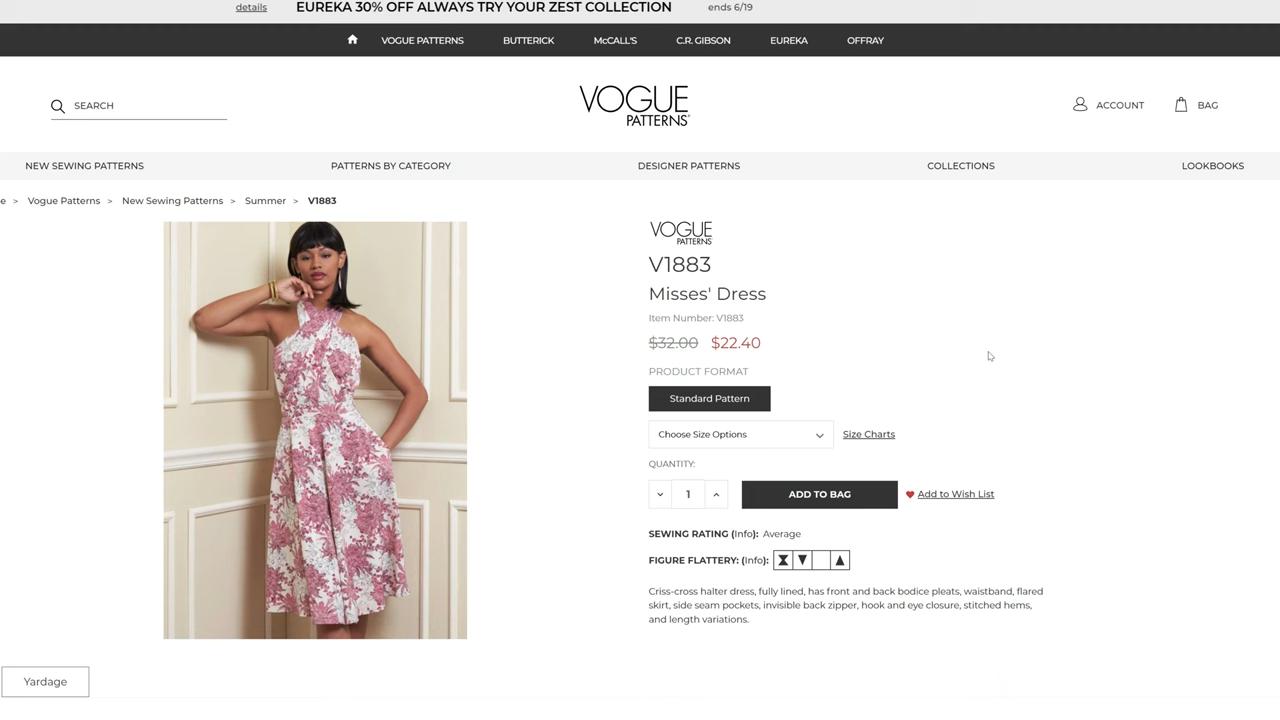 details EUREKA 30% OFF ALWAYS TRY YOUR ZEST COLLECTION ends 6/19
VOGUE PATTERNS BUTTERICK McCALL'S C.R. GIBSON EUREKA OFFRAY
SEARCH
VOGUE
PATTERNS
ACCOUNT BAG
NEW SEWING PATTERNS PATTERNS BY CATEGORY DESIGNER PATTERNS COLLECTIONS LOOKBOOKS
e > Vogue Patterns > New Sewing Patterns > Summer > V1883
VOGUE
PATTERNS
V1883
Misses' Dress
Item Number: V1883
$32.00 $22.40
PRODUCT FORMAT
Standard Pattern
Choose Size Options Size Charts
QUANTITY:
1 ADD TO BAG Add to Wish List
SEWING RATING (Info): Average
FIGURE FLATTERY: (Info):
Criss-cross halter dress, fully lined, has front and back bodice pleats, waistband, flared
skirt, side seam pockets, invisible back zipper, hook and eye closure, stitched hems,
and length variations.
Yardage